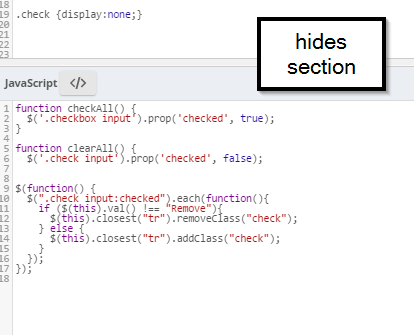 18
19 .check {display:none;}
20
21
22
23
hides
section
JavaScript </>
1 function checkAll() {
2 $('.checkbox input').prop('checked', true);
3 }
4
5 function clearAll() {
6 $('.check input').prop('checked', false);
7
8
9 $(function() {
10 $(".check input:checked").each(function(){
11 if ($(this).val() !== "Remove"){
12 $(this).closest("tr").removeClass("check");
13 } else {
14 $(this).closest("tr").addClass("check");
15 }
16 });
17 });
18